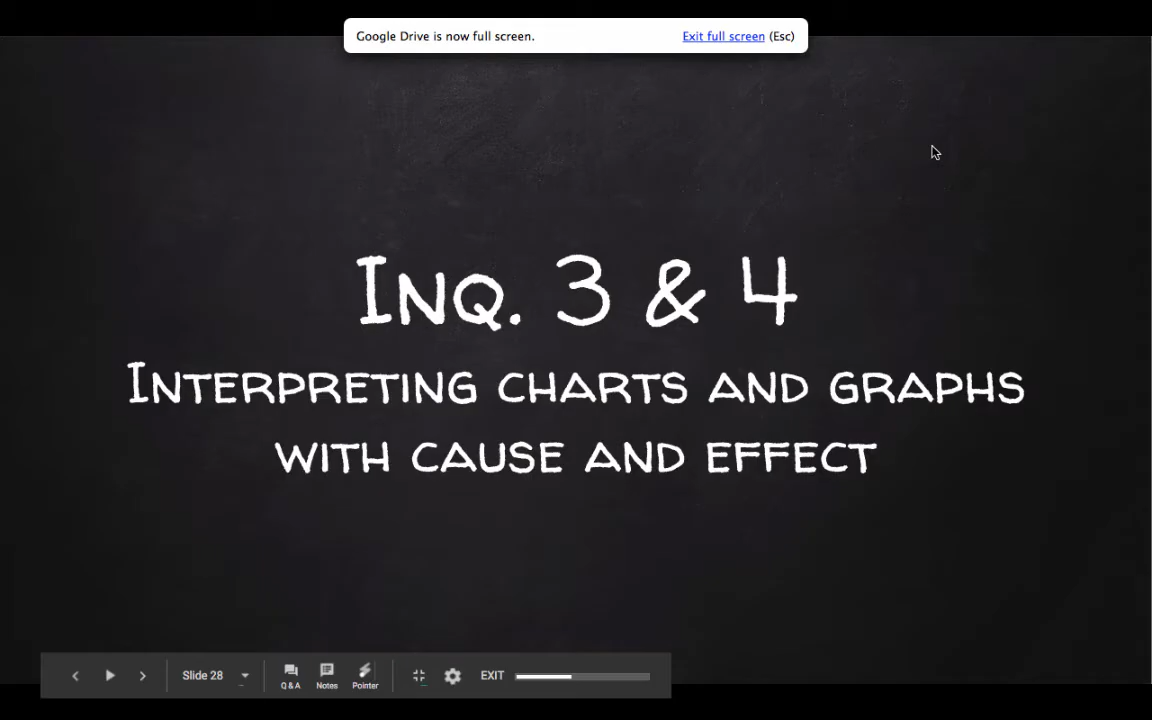 Google Drive is now full screen. Exit full screen (Esc)
Inq. 3 & 4
Interpreting charts and graphs
with cause and effect
Slide 28 Q & A Notes Pointer EXIT